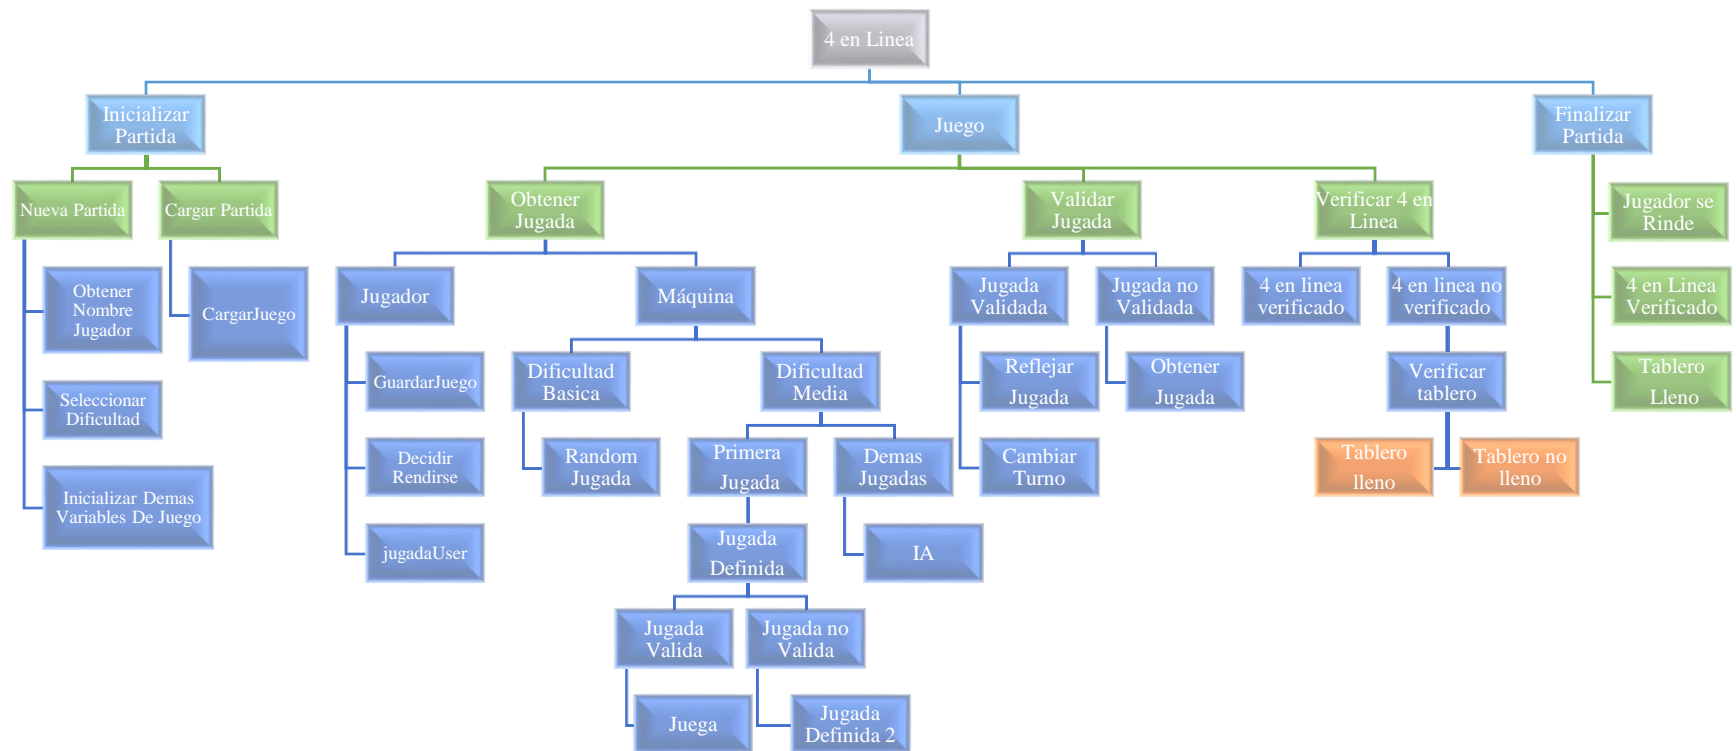 4 en Linea
Inicializar
Partida
Juego
Finalizar
Partida
Nueva Partida
Cargar Partida
Obtener
Jugada
Validar
Jugada
Verificar 4 en
Linea
Jugador se
Rinde
Obtener
Nombre
Jugador
CargarJuego
Jugador
Máquina
Jugada
Validada
Jugada no
Validada
4 en linea
verificado
4 en linea no
verificado
4 en Linea
Verificado
Seleccionar
Dificultad
GuardarJuego
Dificultad
Basica
Dificultad
Media
Reflejar
Jugada
Obtener
Jugada
Verificar
tablero
Tablero
Lleno
Inicializar Demas
Variables De Juego
Decidir
Rendirse
Random
Jugada
Primera
Jugada
Demas
Jugadas
Cambiar
Turno
Tablero
lleno
Tablero no
lleno
jugadaUser
Jugada
Definida
IA
Jugada
Valida
Jugada no
Valida
Juega
Jugada
Definida 2